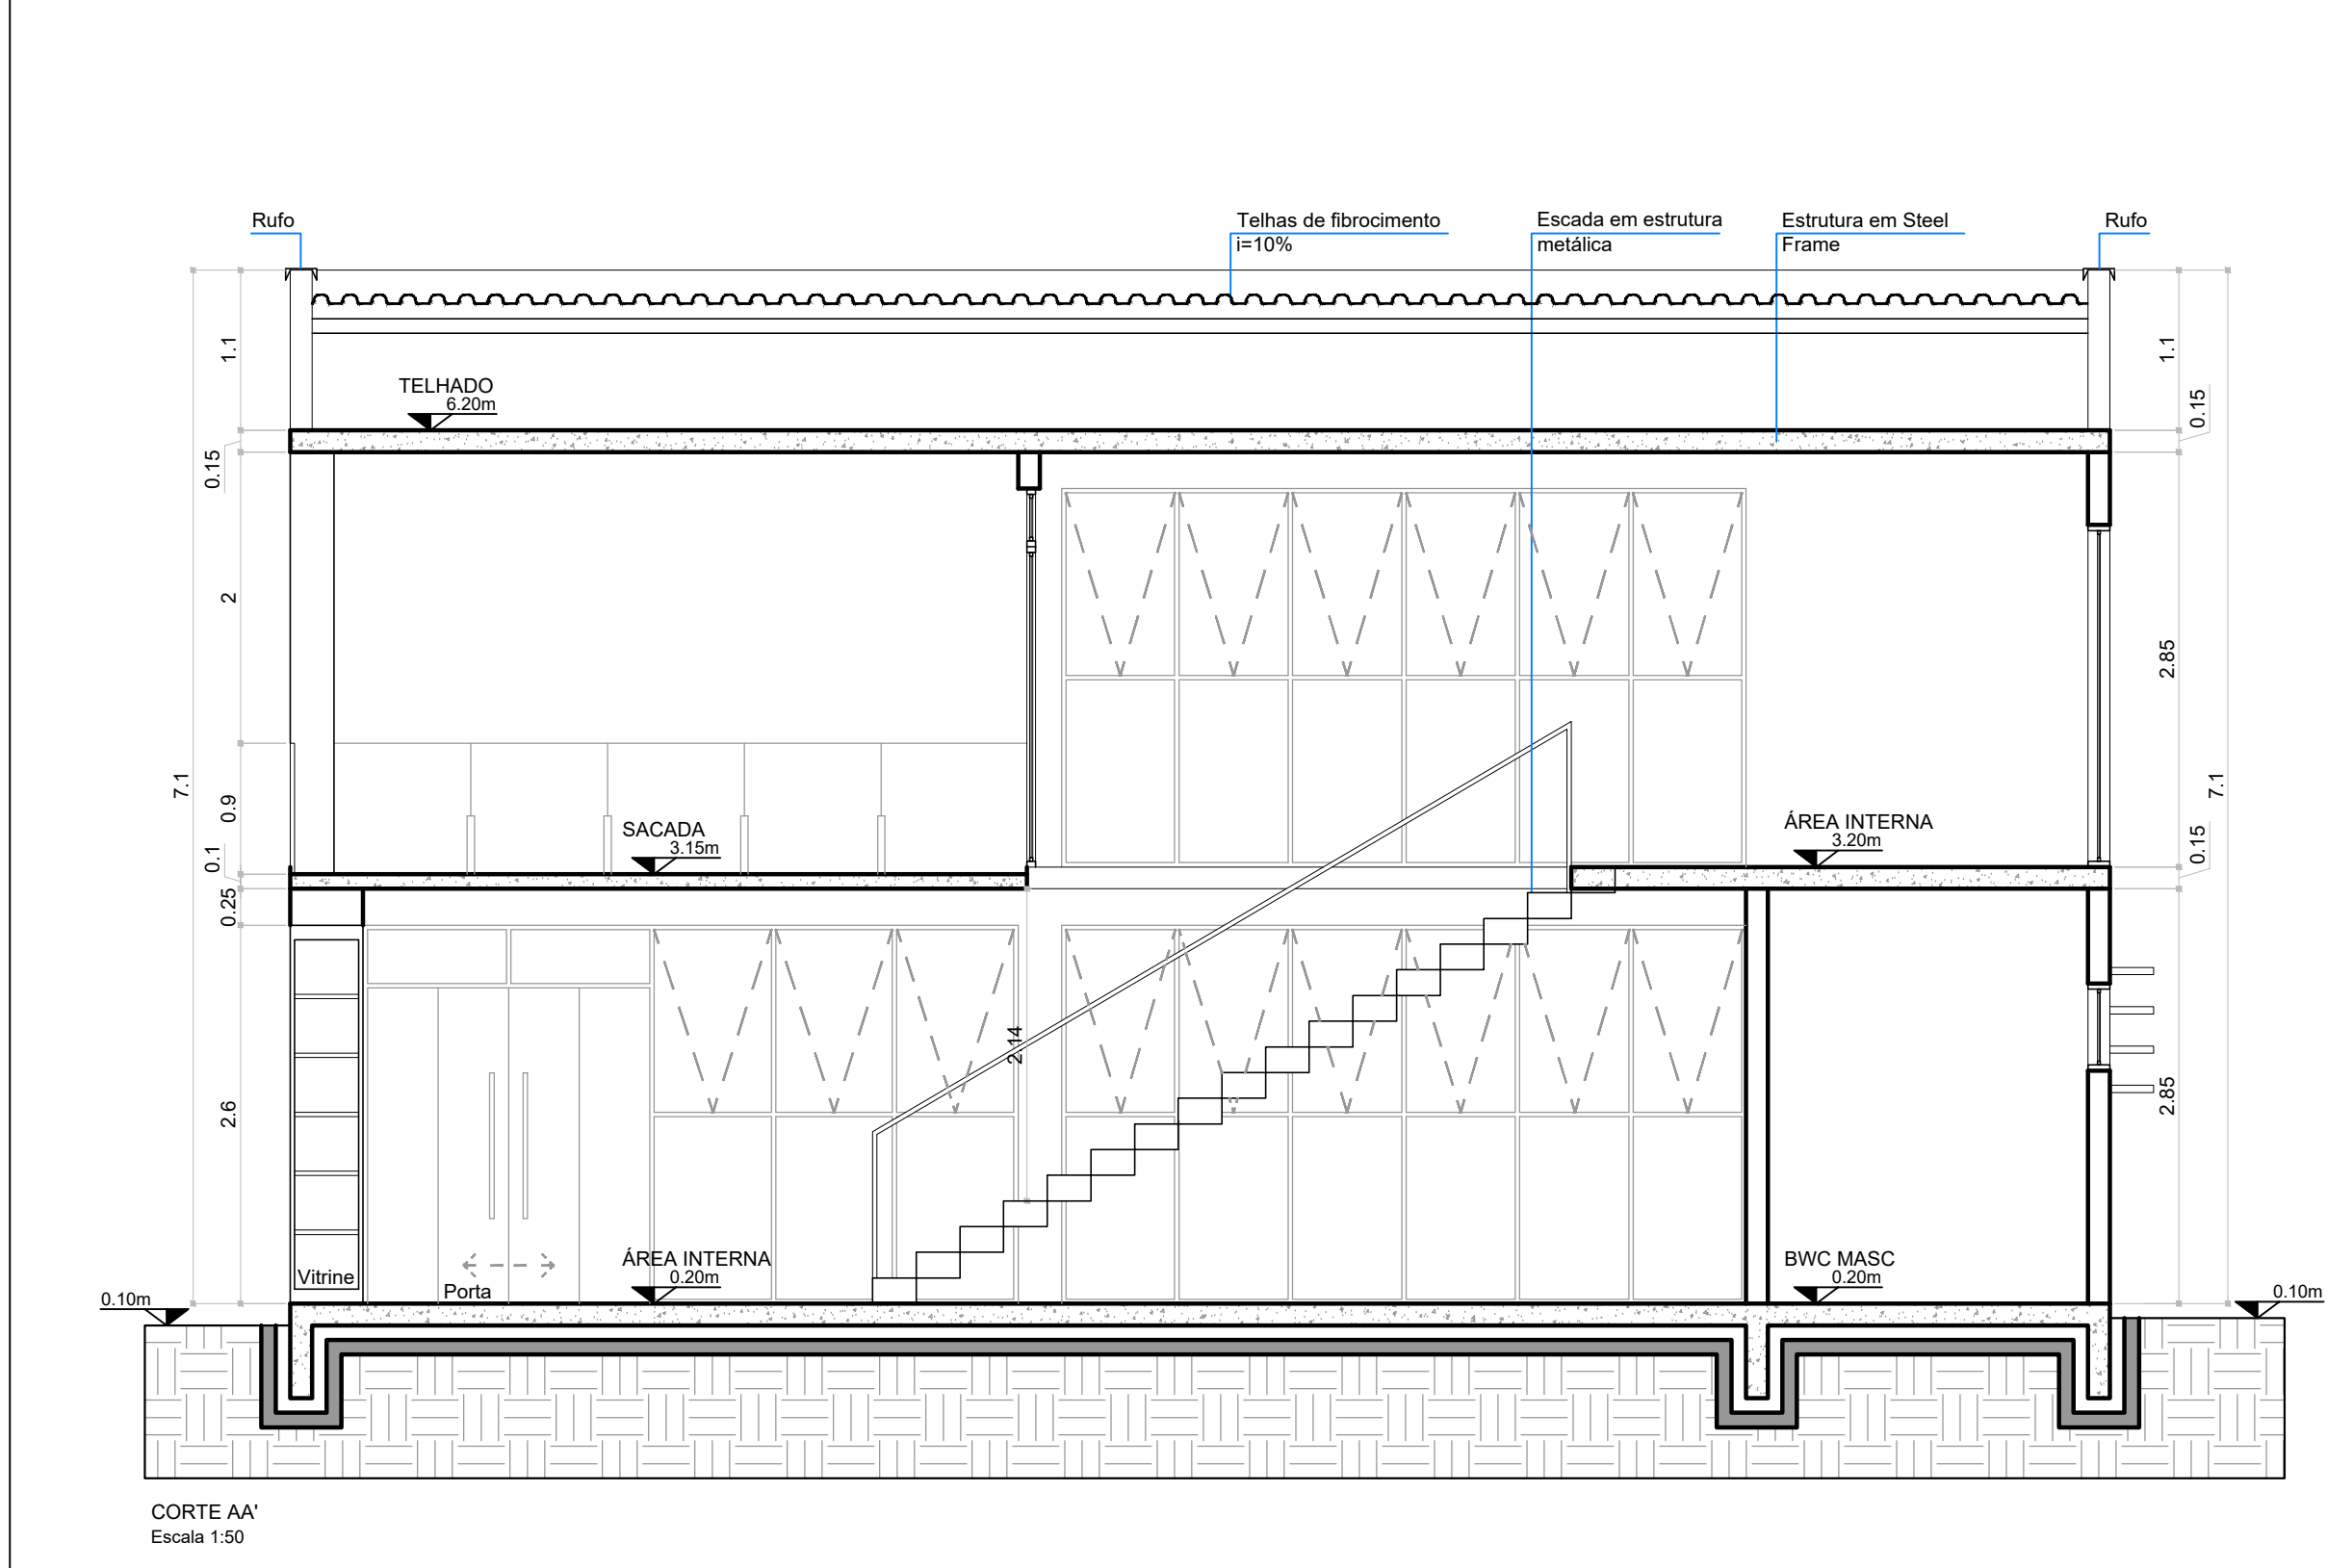 Rufo
Telhas de fibrocimento
i=10%
Escada em estrutura
metálica
Estrutura em Steel
Frame
Rufo
1.1
1.1
TELHADO
6.20m
0.15
0.15
2
2.85
7.1
0.9
7.1
SACADA
3.15m
ÁREA INTERNA
3.20m
0.1
0.15
0.25
2.14
2.6
2.85
ÁREA INTERNA
0.20m
BWC MASC
0.20m
Vitrine
Porta
0.10m
0.10m
CORTE AA'
Escala 1:50